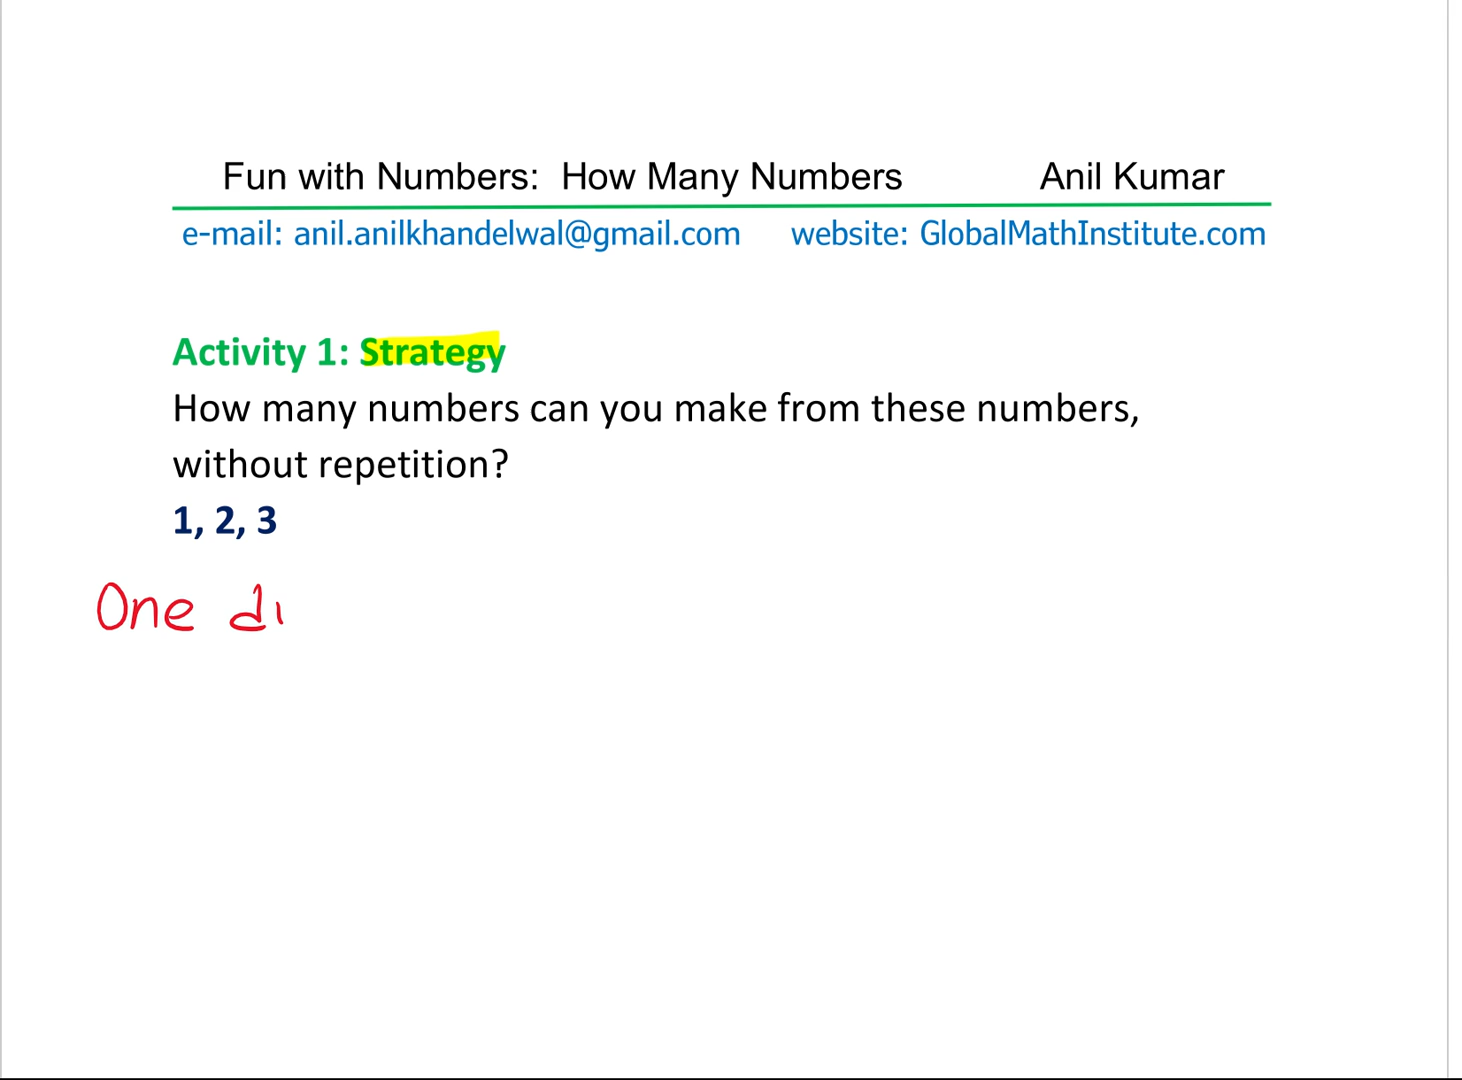 Fun with Numbers: How Many Numbers Anil Kumar
e-mail: anil.anilkhandelwal@gmail.com website: GlobalMathInstitute.com
Activity 1: Strategy
How many numbers can you make from these numbers,
without repetition?
1, 2, 3
One di